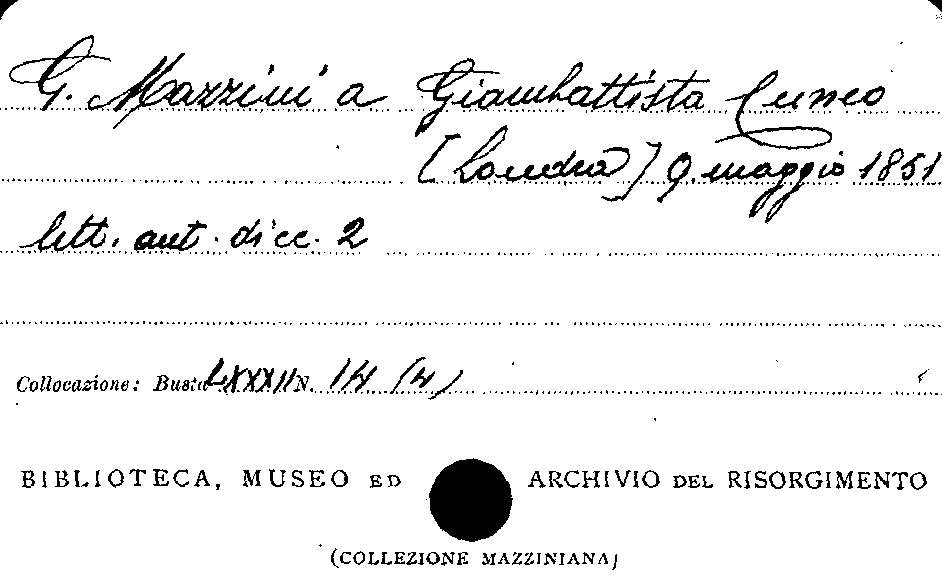 G. Mazzini a Giambattista Cuneo
[Londra] 9 maggio 1851
lett. aut. di cc. 2
Collocazione: Busta LXXXII N. 14 (4)
BIBLIOTECA, MUSEO ED ARCHIVIO DEL RISORGIMENTO
(COLLEZIONE MAZZINIANA)